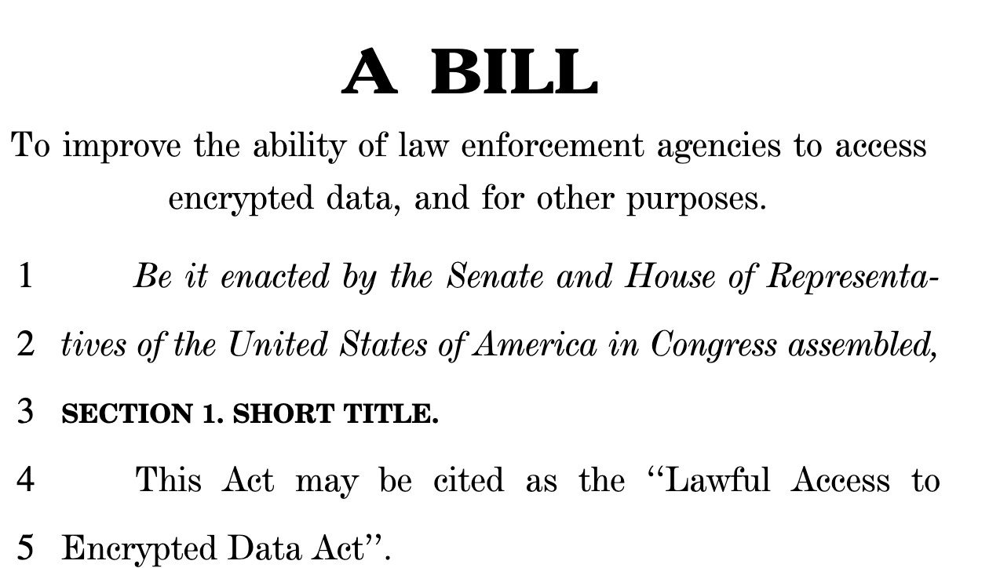 A BILL
To improve the ability of law enforcement agencies to access
encrypted data, and for other purposes.
1 Be it enacted by the Senate and House of Representa-
2 tives of the United States of America in Congress assembled,
3 SECTION 1. SHORT TITLE.
4 This Act may be cited as the ‘‘Lawful Access to
5 Encrypted Data Act’’.